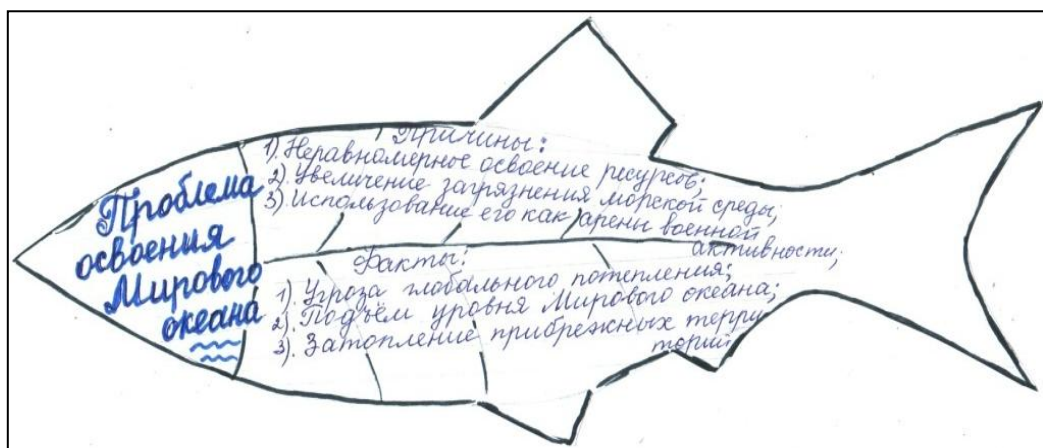 Проблема
освоения
Мирового
океана
Причины:
1). Неравномерное освоение ресурсов;
2). Увеличение загрязнения морской среды;
3). Использование его как арены военной
активности;
Факты:
1). Угроза глобального потепления;
2). Подъём уровня Мирового океана;
3). Затопление прибрежных терри
торий